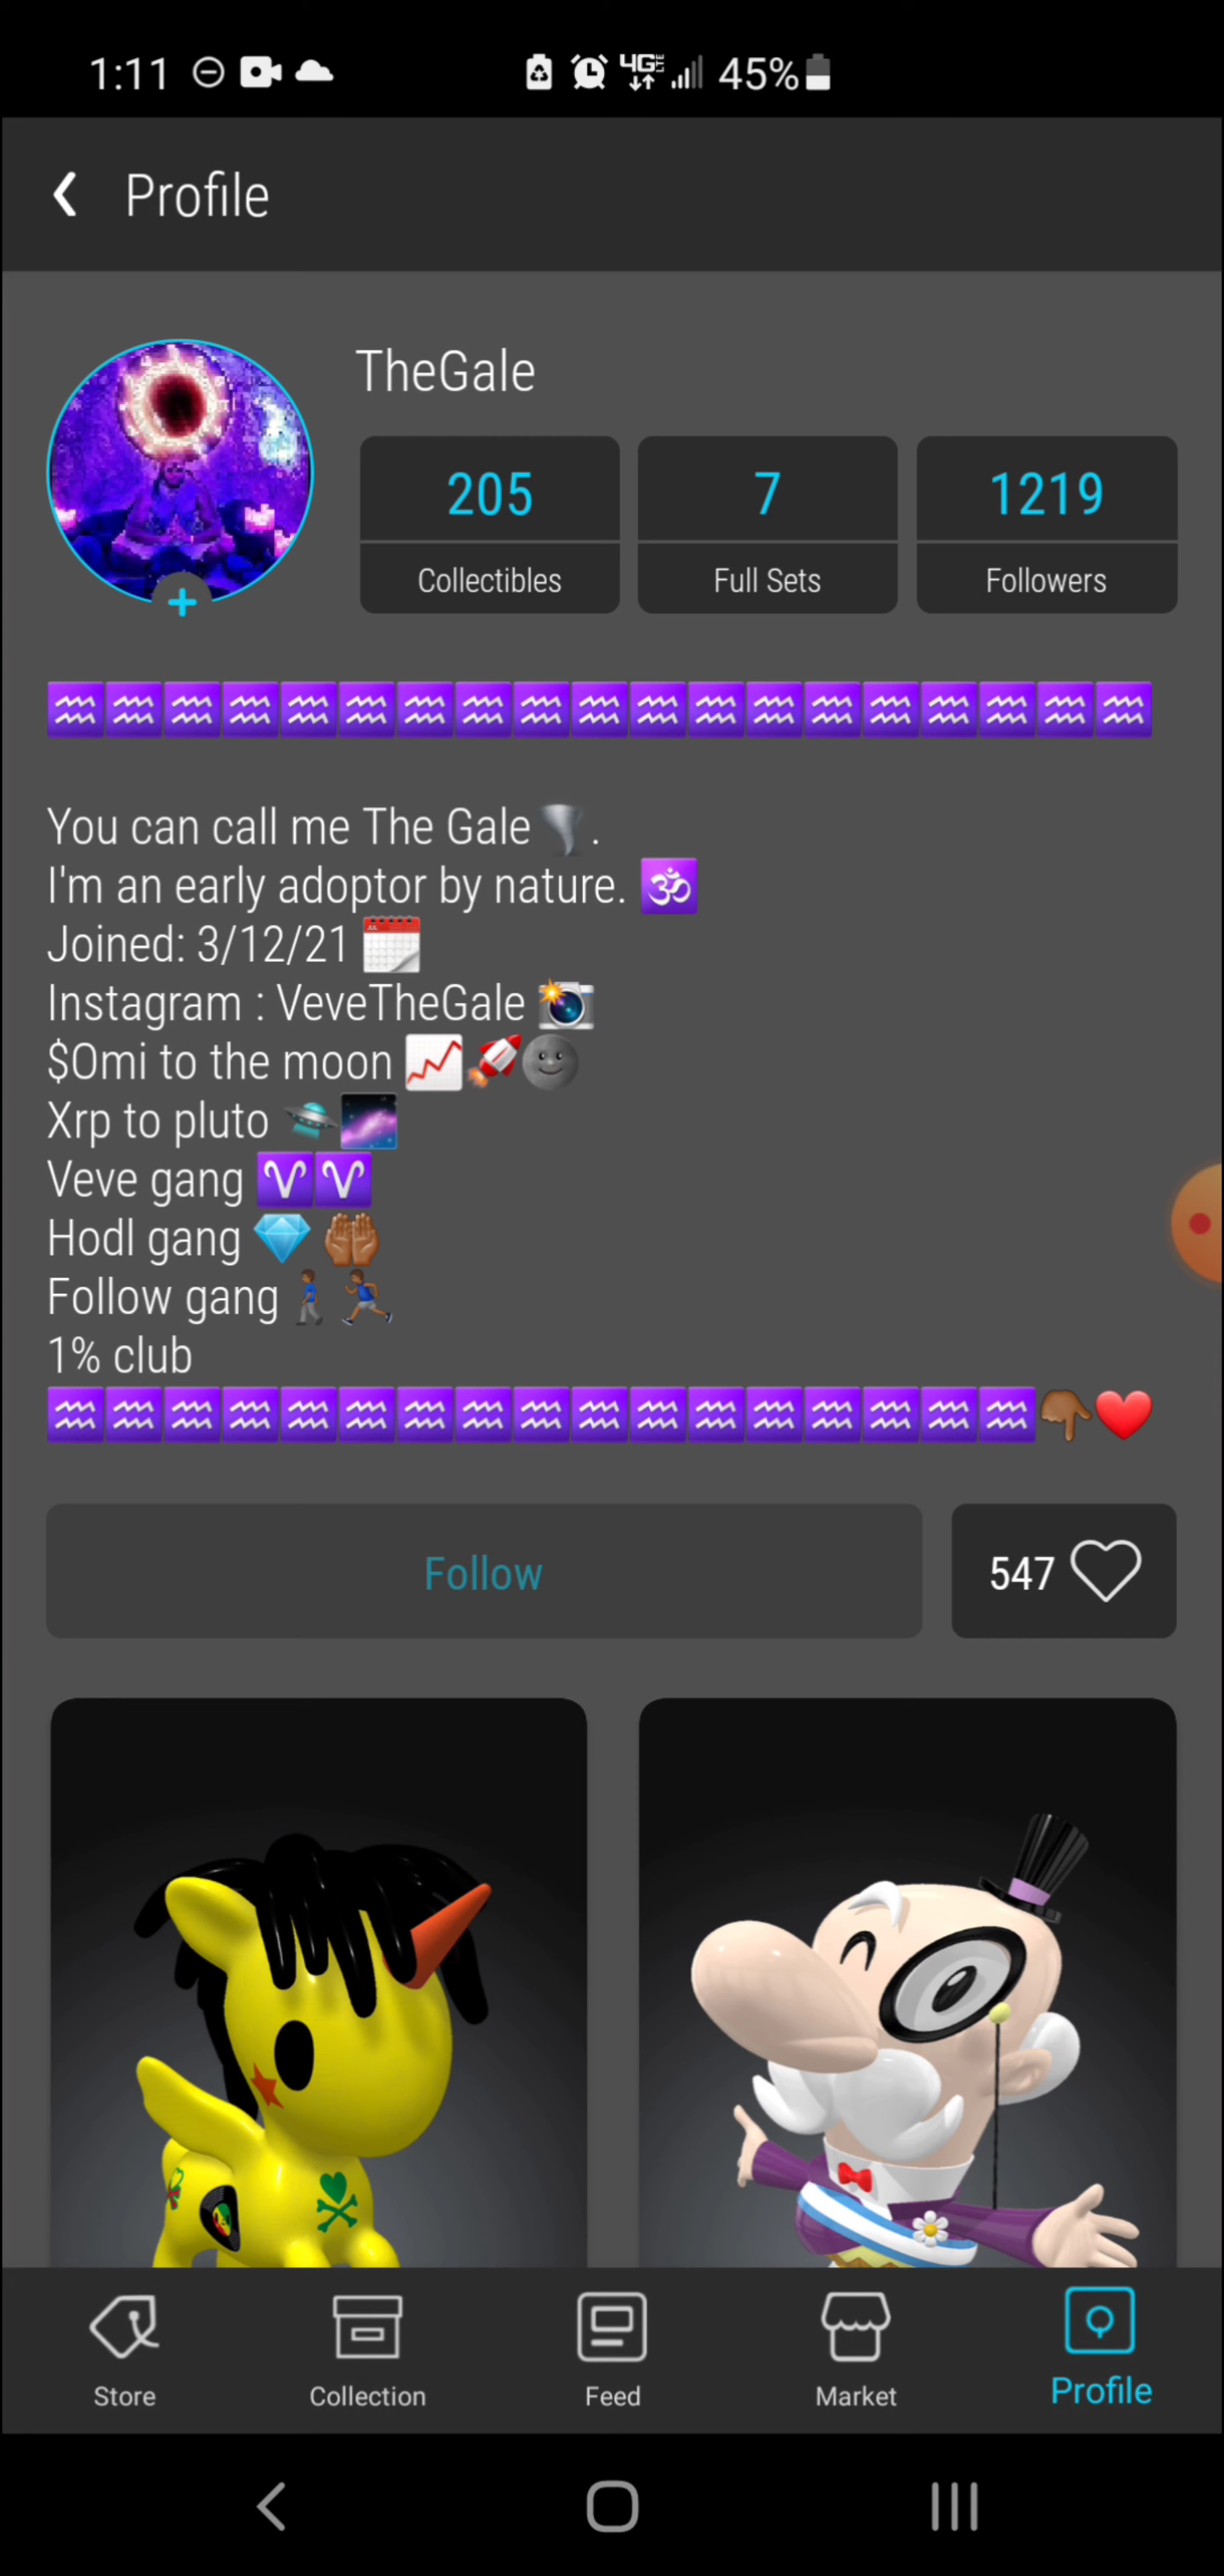 1:11 4G LTE 45%
Profile
TheGale
205 7 1219
Collectibles Full Sets Followers
♒♒♒♒♒♒♒♒♒♒♒♒♒♒♒♒♒♒♒
You can call me The Gale🌪.
I'm an early adoptor by nature. 🕉
Joined: 3/12/21 📅
Instagram : VeveTheGale 📸
$Omi to the moon 📈🚀🌚
Xrp to pluto 🛸🌌
Veve gang ♈♈
Hodl gang 💎🤲🏾
Follow gang 🚶🏾🏃🏾
1% club
♒♒♒♒♒♒♒♒♒♒♒♒♒♒♒♒♒👇🏾❤
Follow 547
Store Collection Feed Market Profile